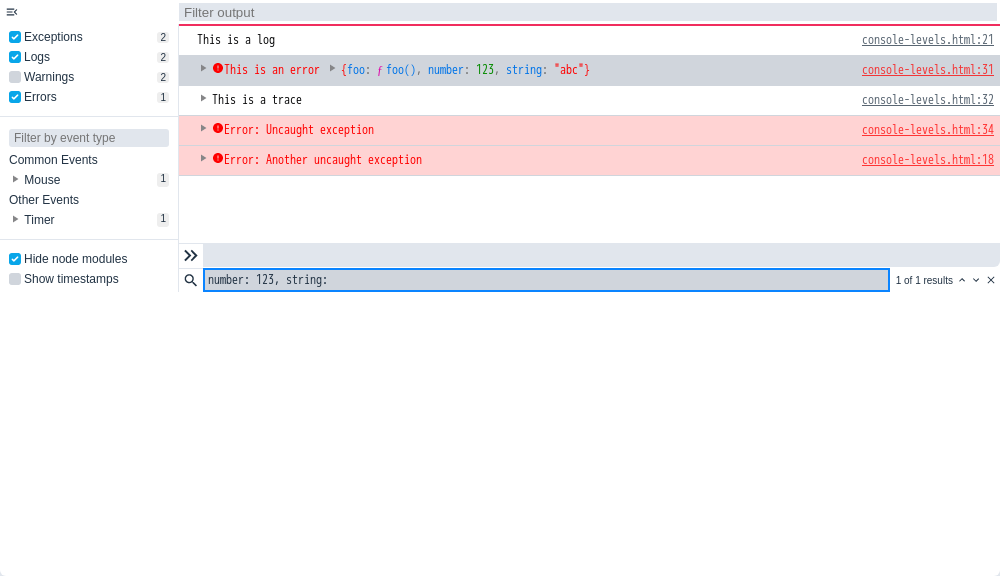 Filter output
Exceptions 2
Logs 2
Warnings 2
Errors 1
Filter by event type
Common Events
Mouse 1
Other Events
Timer 1
Hide node modules
Show timestamps
This is a log console-levels.html:21
This is an error {foo: ƒ foo(), number: 123, string: "abc"} console-levels.html:31
This is a trace console-levels.html:32
Error: Uncaught exception console-levels.html:34
Error: Another uncaught exception console-levels.html:18
number: 123, string: 1 of 1 results